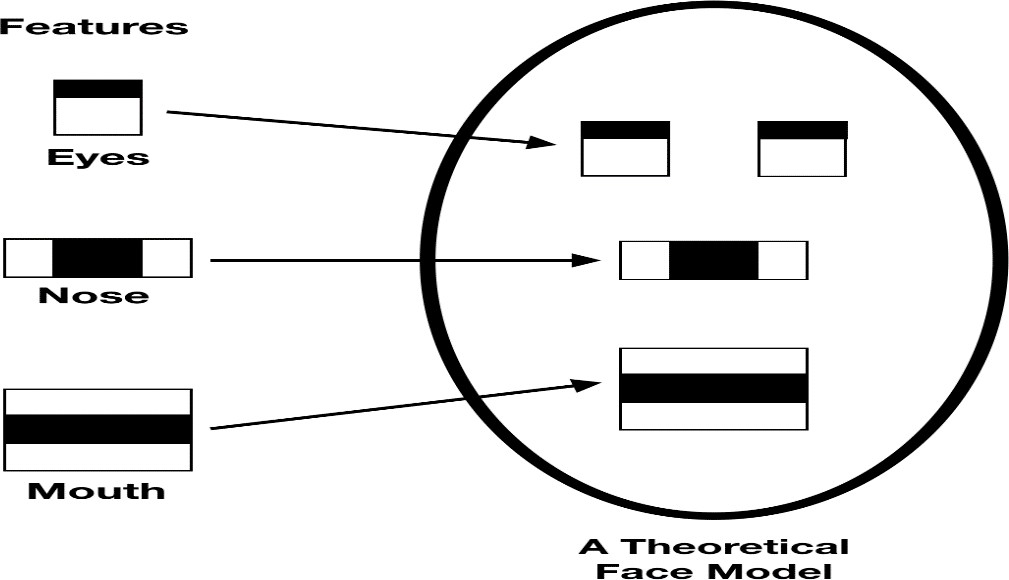 Features
Eyes
Nose
Mouth
A Theoretical
Face Model